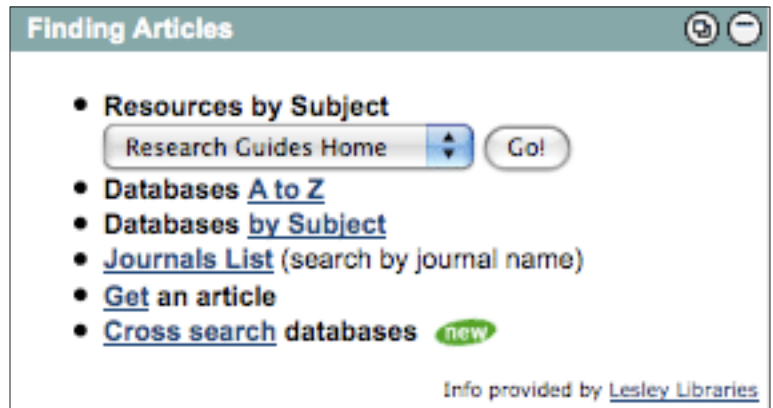 Finding Articles
Resources by Subject
Research Guides Home Go!
Databases A to Z
Databases by Subject
Journals List (search by journal name)
Get an article
Cross search databases new
Info provided by Lesley Libraries